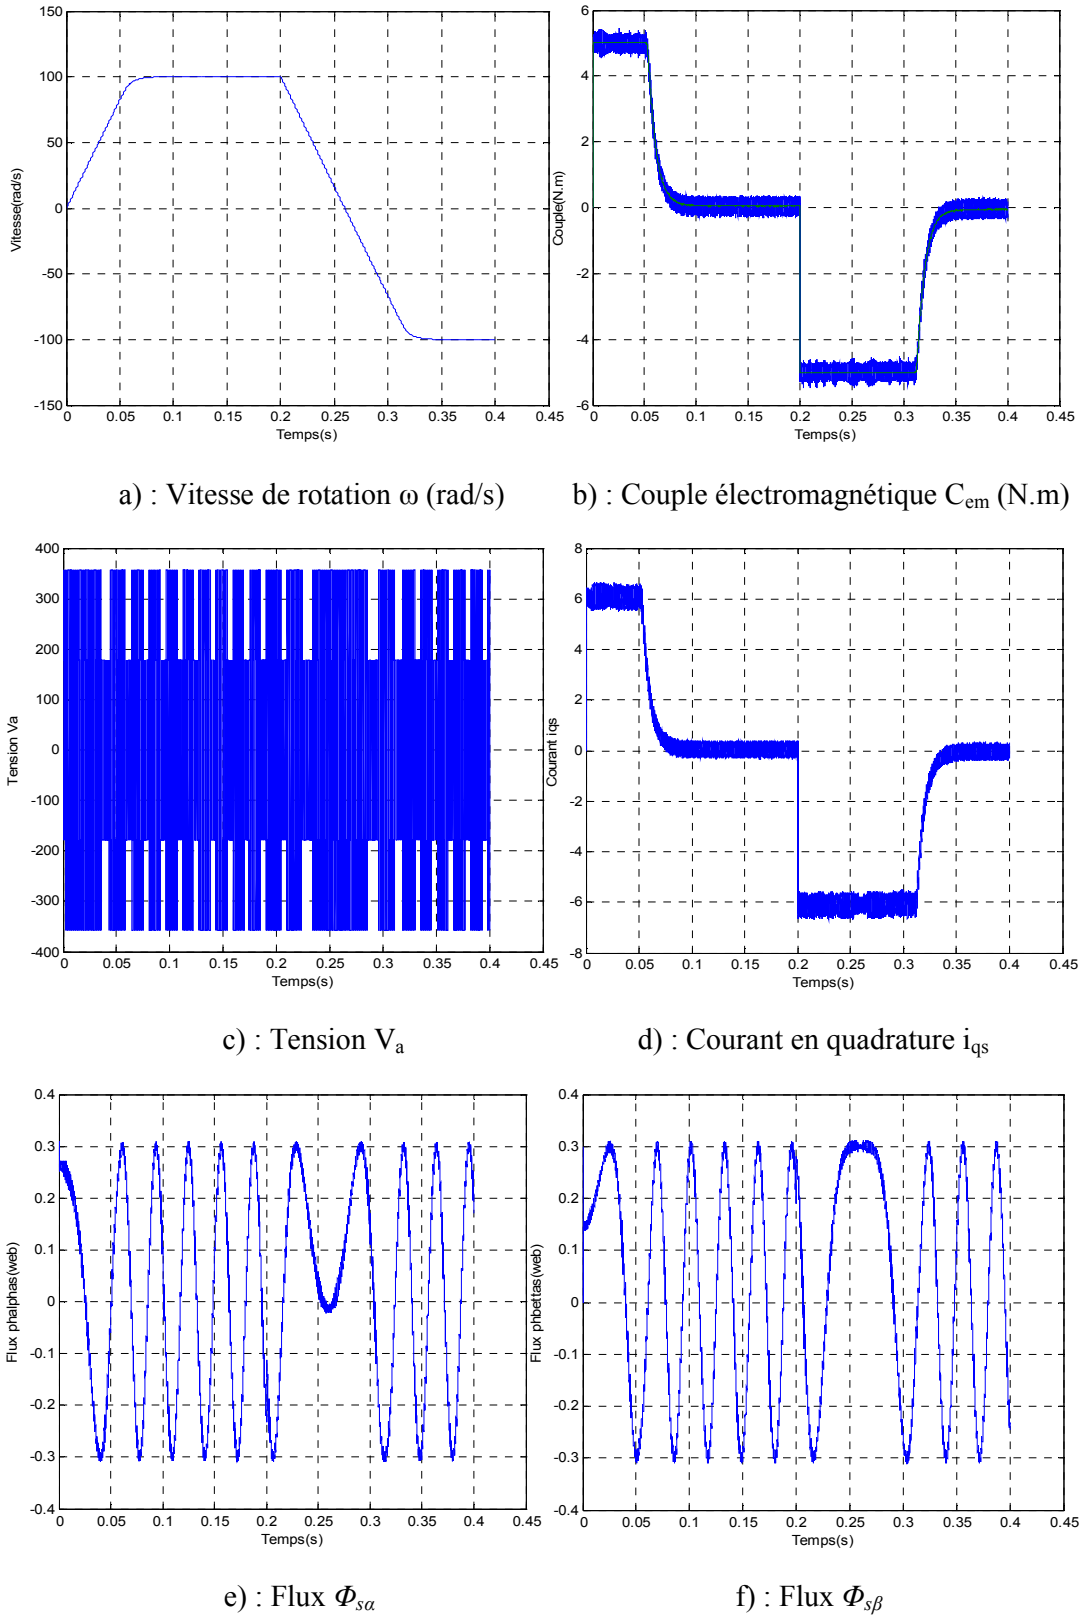 150
100
50
0
-50
-100
-150
Vitesse(rad/s)
0 0.05 0.1 0.15 0.2 0.25 0.3 0.35 0.4 0.45
Temps(s)
6
4
2
0
-2
-4
-6
Couple(N.m)
0 0.05 0.1 0.15 0.2 0.25 0.3 0.35 0.4 0.45
Temps(s)
a) : Vitesse de rotation ω (rad/s)
b) : Couple électromagnétique Cem (N.m)
400
300
200
100
0
-100
-200
-300
-400
Tension Va
0 0.05 0.1 0.15 0.2 0.25 0.3 0.35 0.4 0.45
Temps(s)
8
6
4
2
0
-2
-4
-6
-8
Courant iqs
0 0.05 0.1 0.15 0.2 0.25 0.3 0.35 0.4 0.45
Temps(s)
c) : Tension Va
d) : Courant en quadrature iqs
0.4
0.3
0.2
0.1
0
-0.1
-0.2
-0.3
-0.4
Flux phalphas(web)
0 0.05 0.1 0.15 0.2 0.25 0.3 0.35 0.4 0.45
Temps(s)
0.4
0.3
0.2
0.1
0
-0.1
-0.2
-0.3
-0.4
Flux phbettas(web)
0 0.05 0.1 0.15 0.2 0.25 0.3 0.35 0.4 0.45
Temps(s)
e) : Flux Φsα
f) : Flux Φsβ